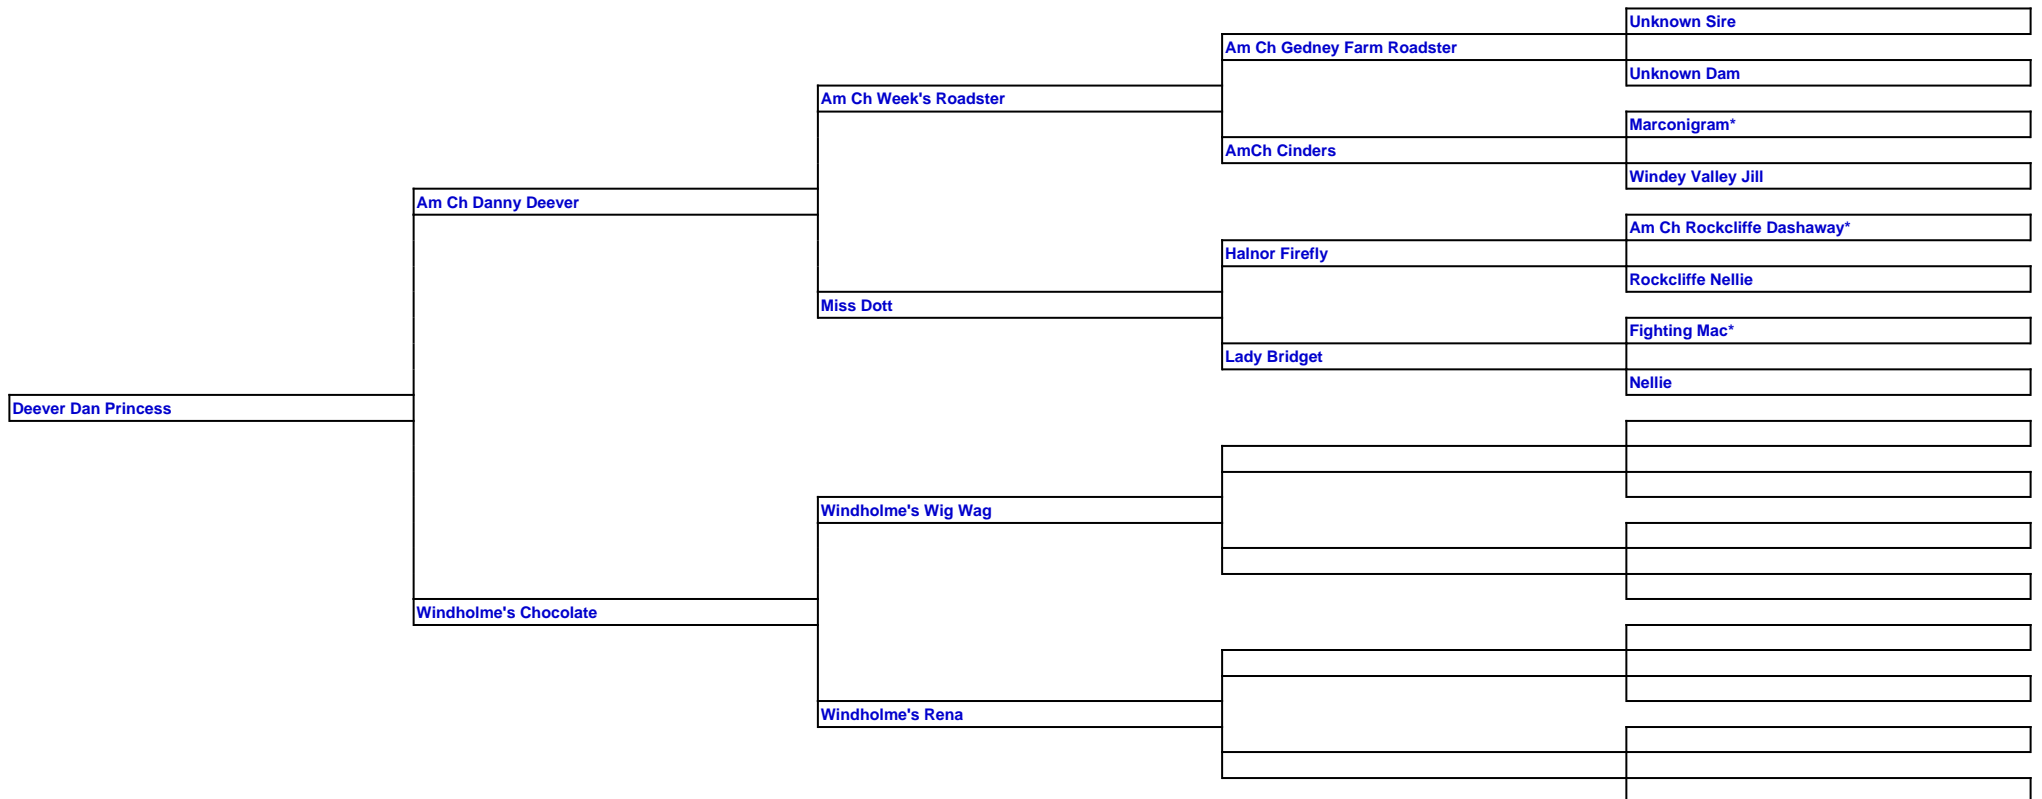 Unknown Sire
Am Ch Gedney Farm Roadster
Unknown Dam
Am Ch Week's Roadster
Marconigram*
AmCh Cinders
Windey Valley Jill
Am Ch Danny Deever
Am Ch Rockcliffe Dashaway*
Halnor Firefly
Rockcliffe Nellie
Miss Dott
Fighting Mac*
Lady Bridget
Nellie
Deever Dan Princess
Windholme's Wig Wag
Windholme's Chocolate
Windholme's Rena